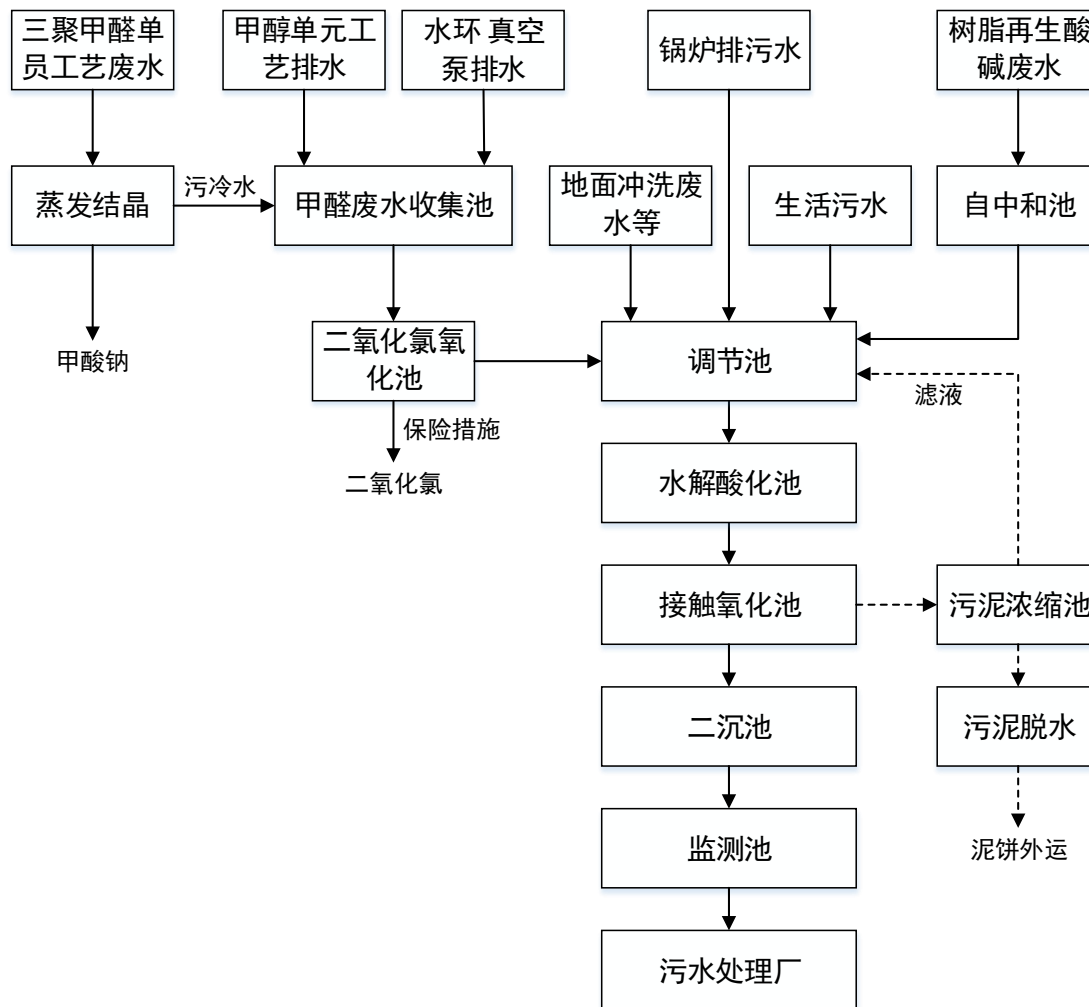 三聚甲醛单
员工艺废水
甲醇单元工
艺排水
水环 真空
泵排水
锅炉排污水
树脂再生酸
碱废水
蒸发结晶
污冷水
甲醛废水收集池
地面冲洗废
水等
生活污水
自中和池
甲酸钠
二氧化氯氧
化池
调节池
滤液
保险措施
二氧化氯
水解酸化池
接触氧化池
污泥浓缩池
二沉池
污泥脱水
监测池
泥饼外运
污水处理厂